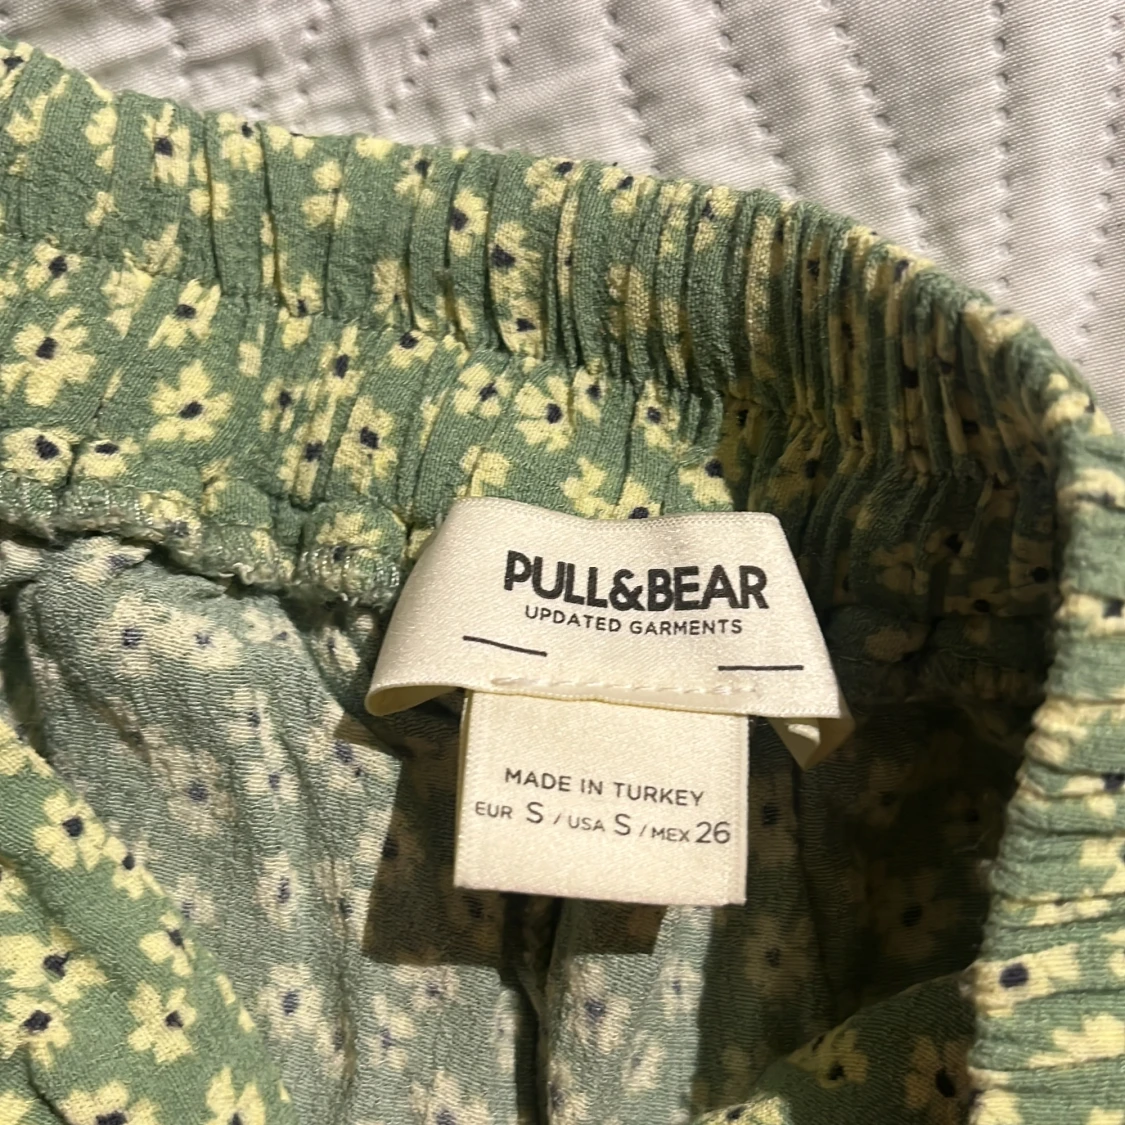 PULL&BEAR
UPDATED GARMENTS
MADE IN TURKEY
EUR S / USA S / MEX 26